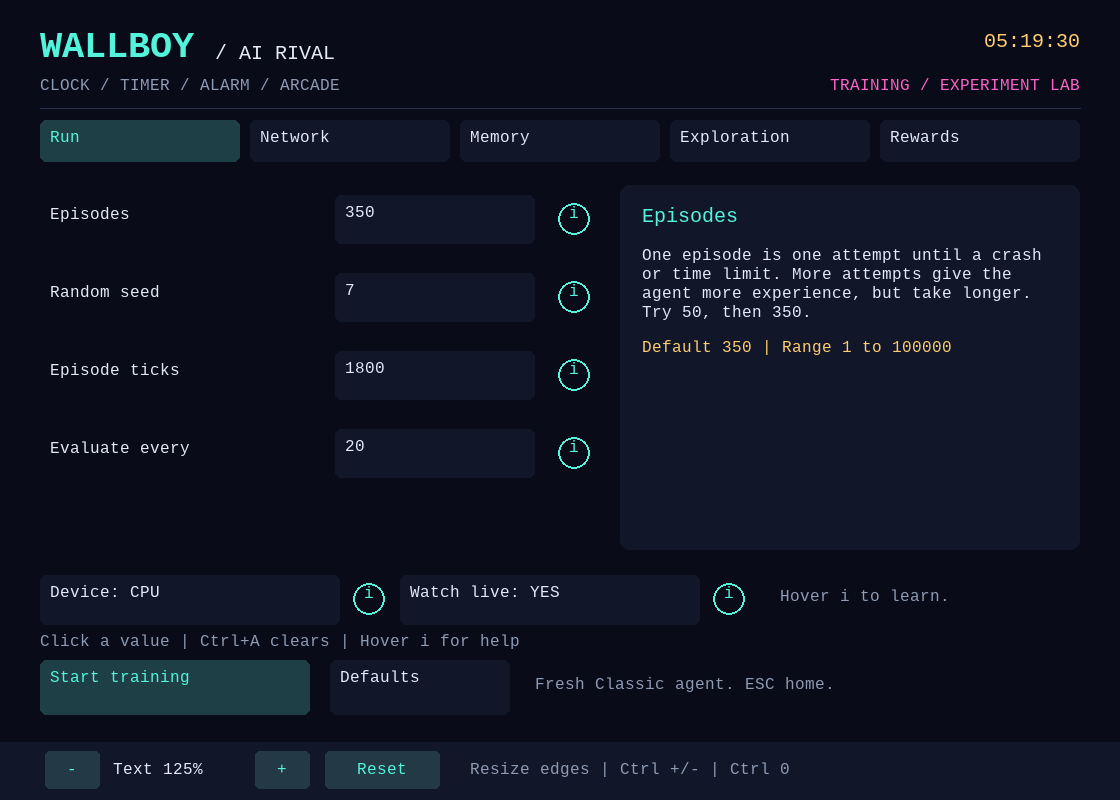 WALLBOY / AI RIVAL 05:19:30
CLOCK / TIMER / ALARM / ARCADE TRAINING / EXPERIMENT LAB
Run Network Memory Exploration Rewards
Episodes 350 i
Random seed 7 i
Episode ticks 1800 i
Evaluate every 20 i
Episodes
One episode is one attempt until a crash
or time limit. More attempts give the
agent more experience, but take longer.
Try 50, then 350.
Default 350 | Range 1 to 100000
Device: CPU i Watch live: YES i Hover i to learn.
Click a value | Ctrl+A clears | Hover i for help
Start training Defaults Fresh Classic agent. ESC home.
- Text 125% + Reset Resize edges | Ctrl +/- | Ctrl 0